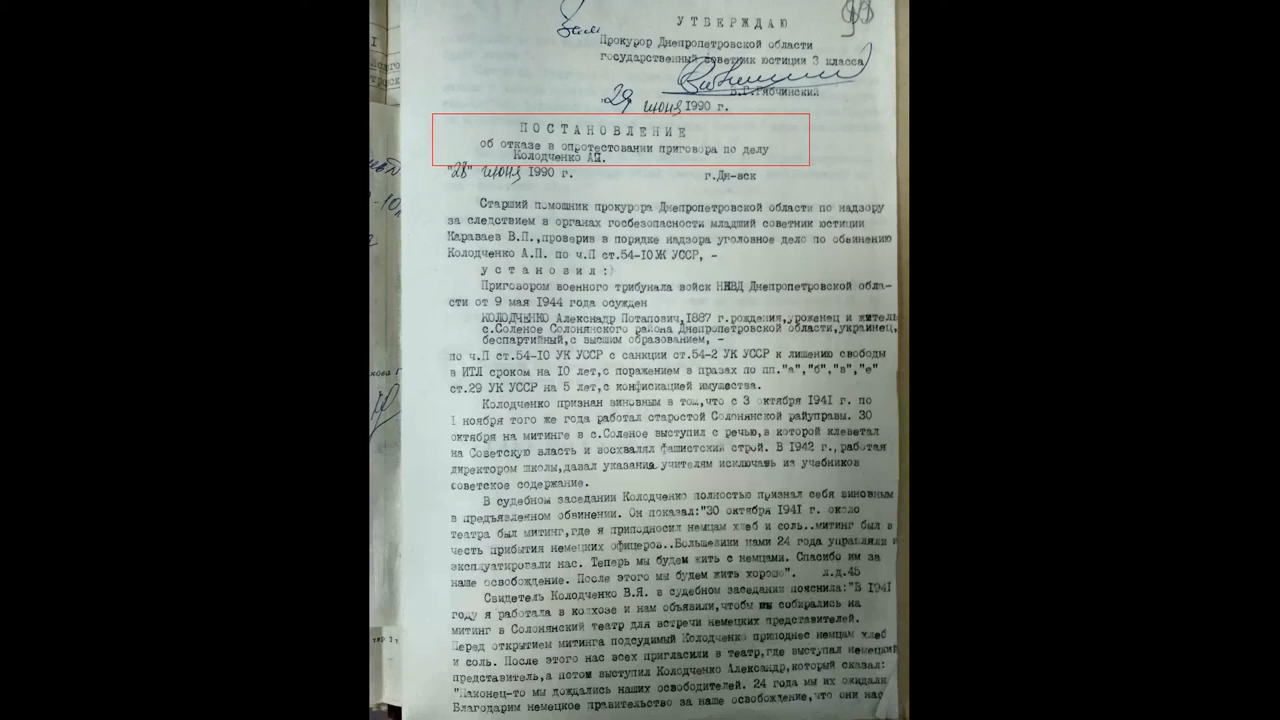 Зам
У Т В Е Р Ж Д А Ю
Прокурор Днепропетровской области
государственный советник юстиции 3 класса
В.Г.Рябчинский
"29 июня 1990 г.
П О С Т А Н О В Л Е Н И Е
об отказе в опротестовании приговора по делу
Колодченко А.П.
"28" июня 1990 г. г.Дн-вск
Старший помошник прокурора Днепропетровской области по надзору
за следствием в органах госбезопасности младший советник юстиции
Караваев В.П.,проверив в порядке надзора уголовное дело по обвинению
Колодченко А.П. по ч.П ст.54-10 УК УССР, -
у с т а н о в и л :
Приговором военного трибунала войск НКВД Днепропетровской обла-
сти от 9 мая 1944 года осужден
КОЛОДЧЕНКО Александр Потапович,1887 г.рождения,уроженец и житель
с.Соленое Солонянского района Днепропетровской области,украинец,
беспартийный,с высшим образованием, -
по ч.П ст.54-10 УК УССР с санкции ст.54-2 УК УССР к лишению свободы
в ИТЛ сроком на 10 лет,с поражением в правах по пп."а","б","в","е"
ст.29 УК УССР на 5 лет,с конфискацией имущества.
Колодченко признан виновным в том,что с 3 октября 1941 г. по
I ноября того же года работал старостой Солонянской райуправы. 30
октября на митинге в с.Соленое выступил с речью,в которой клеветал
на Советскую власть и восхвалял фашистский строй. В 1942 г.,работая
директором школы,давал указания учителям исключать из учебников
советское содержание.
В судебном заседании Колодченко полностью признал себя виновным
в предъявленном обвинении. Он показал:"30 октября 1941 г. около
театра был митинг,где я приподносил немцам хлеб и соль..митинг был в
честь прибытия немецких офицеров..Большевики нами 24 года управляли и
эксплуатировали нас. Теперь мы будем жить с немцами. Спасибо им за
наше освобождение. После этого мы будем жить хорошо". л.д.45
Свидетель Колодченко В.Я. в судебном заседании пояснила:"В 1941
году я работала в колхозе и нам объявили,чтобы мы собирались на
митинг в Солонянский театр для встречи немецких представителей.
Перед открытием митинга подсудимый Колодченко приподнес немцам хлеб
и соль. После этого нас всех пригласили в театр,где выступал немецкий
представитель,а потом выступил Колодченко Александр,который сказал:
"Наконец-то мы дождались наших освободителей. 24 года мы их ожидали
Благодарим немецкое правительство за наше освобождение,что они нас